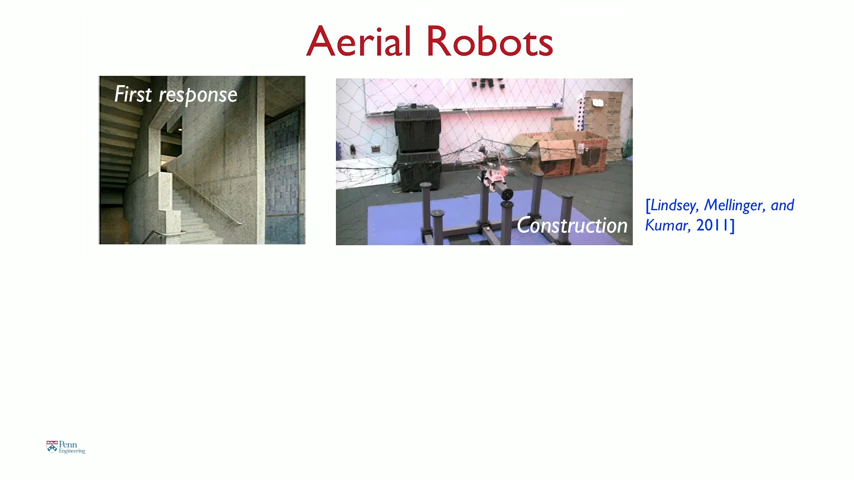 Aerial Robots
First response
Construction
[Lindsey, Mellinger, and
Kumar, 2011]
Penn
Engineering